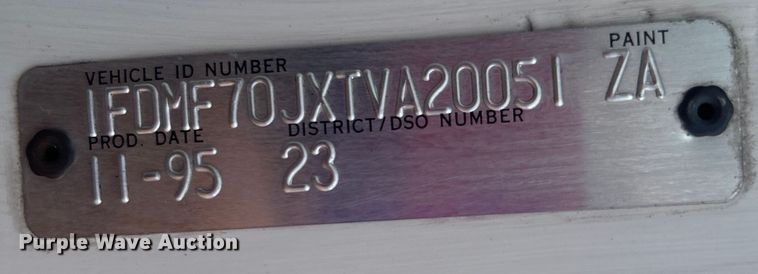 VEHICLE ID NUMBER PAINT
1FDMF70JXTVA20051 ZA
PROD. DATE DISTRICT/DSO NUMBER
11-95 23
Purple Wave Auction